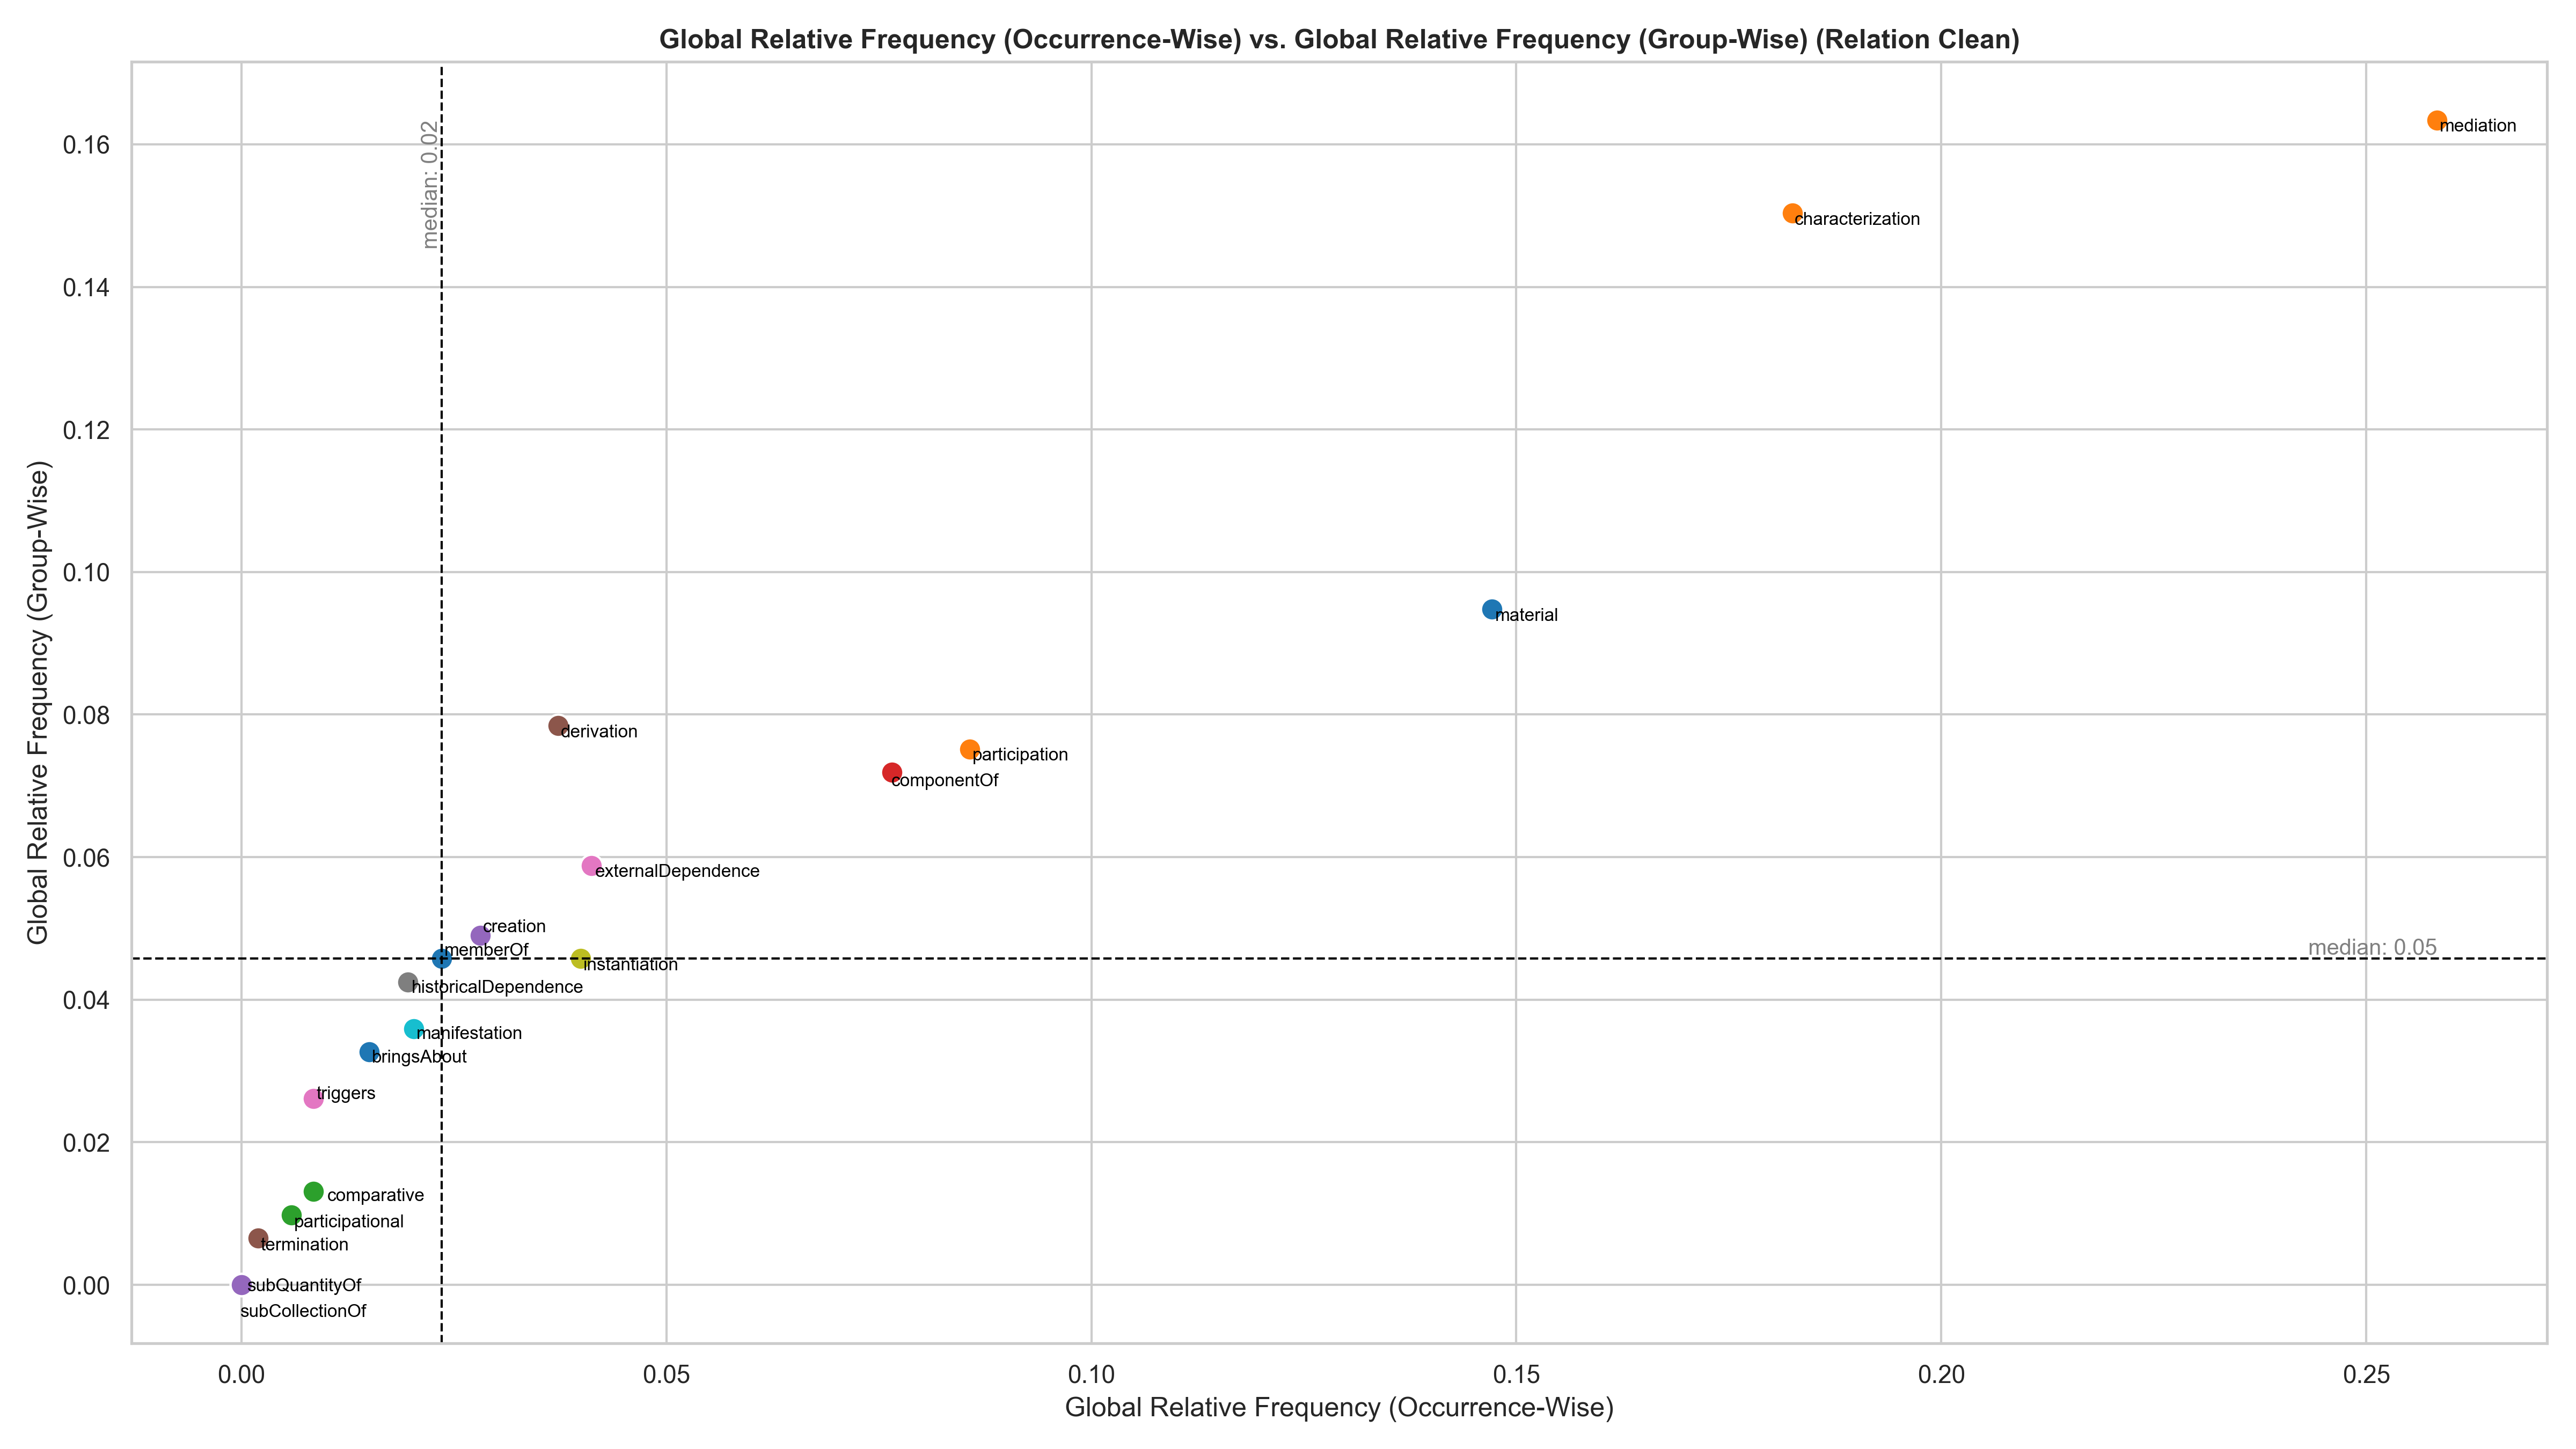 Global Relative Frequency (Occurrence-Wise) vs. Global Relative Frequency (Group-Wise) (Relation Clean)
Global Relative Frequency (Group-Wise)
0.16
0.14
0.12
0.10
0.08
0.06
0.04
0.02
0.00
median: 0.02
mediation
characterization
material
derivation
participation
componentOf
externalDependence
creation
memberOf
median: 0.05
instantiation
historicalDependence
manifestation
bringsAbout
triggers
comparative
participational
termination
subQuantityOf
subCollectionOf
0.00
0.05
0.10
0.15
0.20
0.25
Global Relative Frequency (Occurrence-Wise)